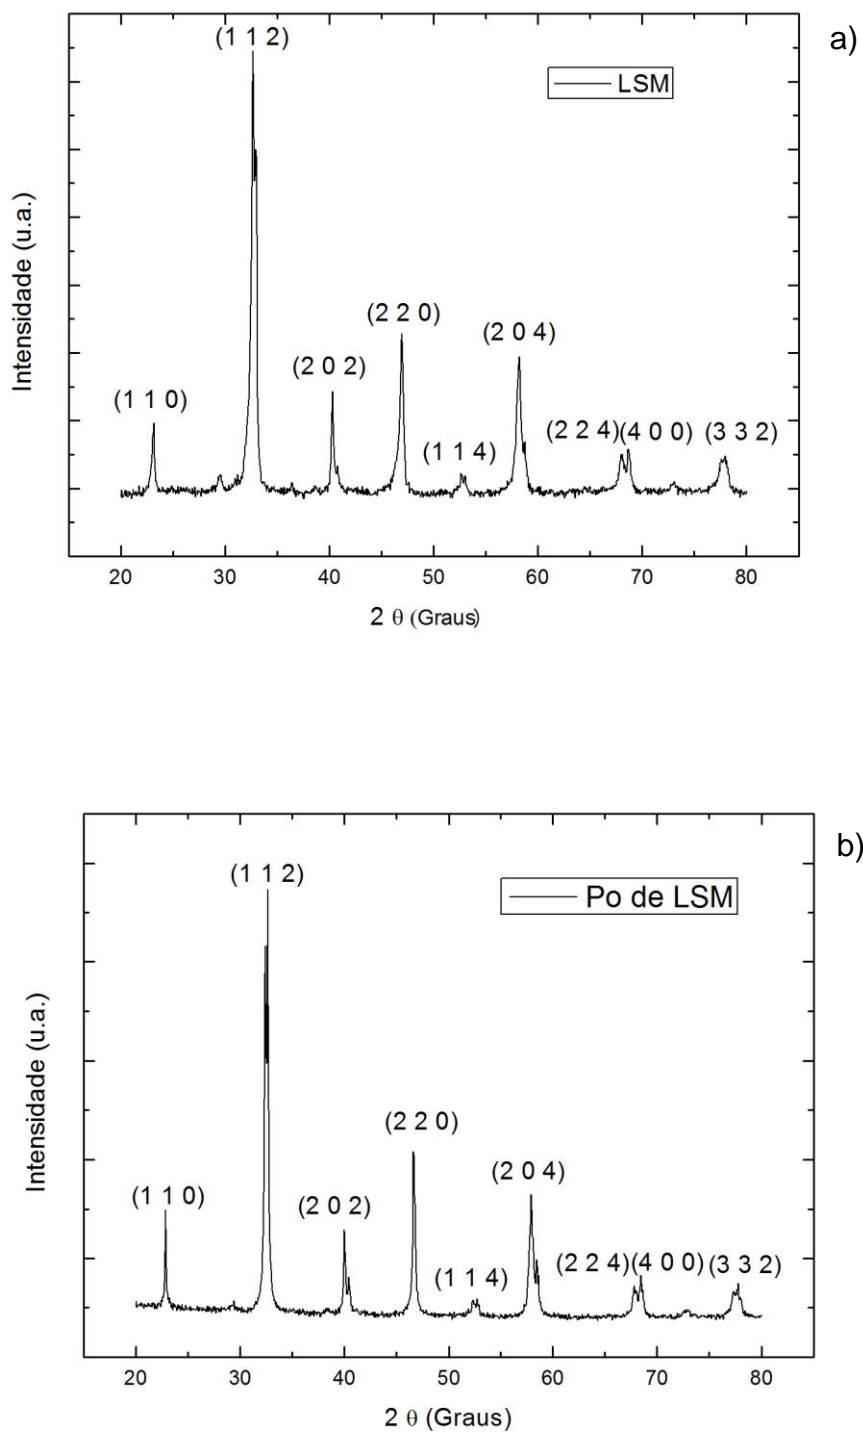 a)
(1 1 2)
LSM
(2 2 0)
(2 0 4)
(2 0 2)
(1 1 0)
(1 1 4)
(2 2 4) (4 0 0) (3 3 2)
Intensidade (u.a.)
20 30 40 50 60 70 80
2 θ (Graus)
b)
(1 1 2)
Po de LSM
(2 2 0)
(2 0 4)
(1 1 0)
(2 0 2)
(1 1 4)
(2 2 4) (4 0 0) (3 3 2)
Intensidade (u.a.)
20 30 40 50 60 70 80
2 θ (Graus)